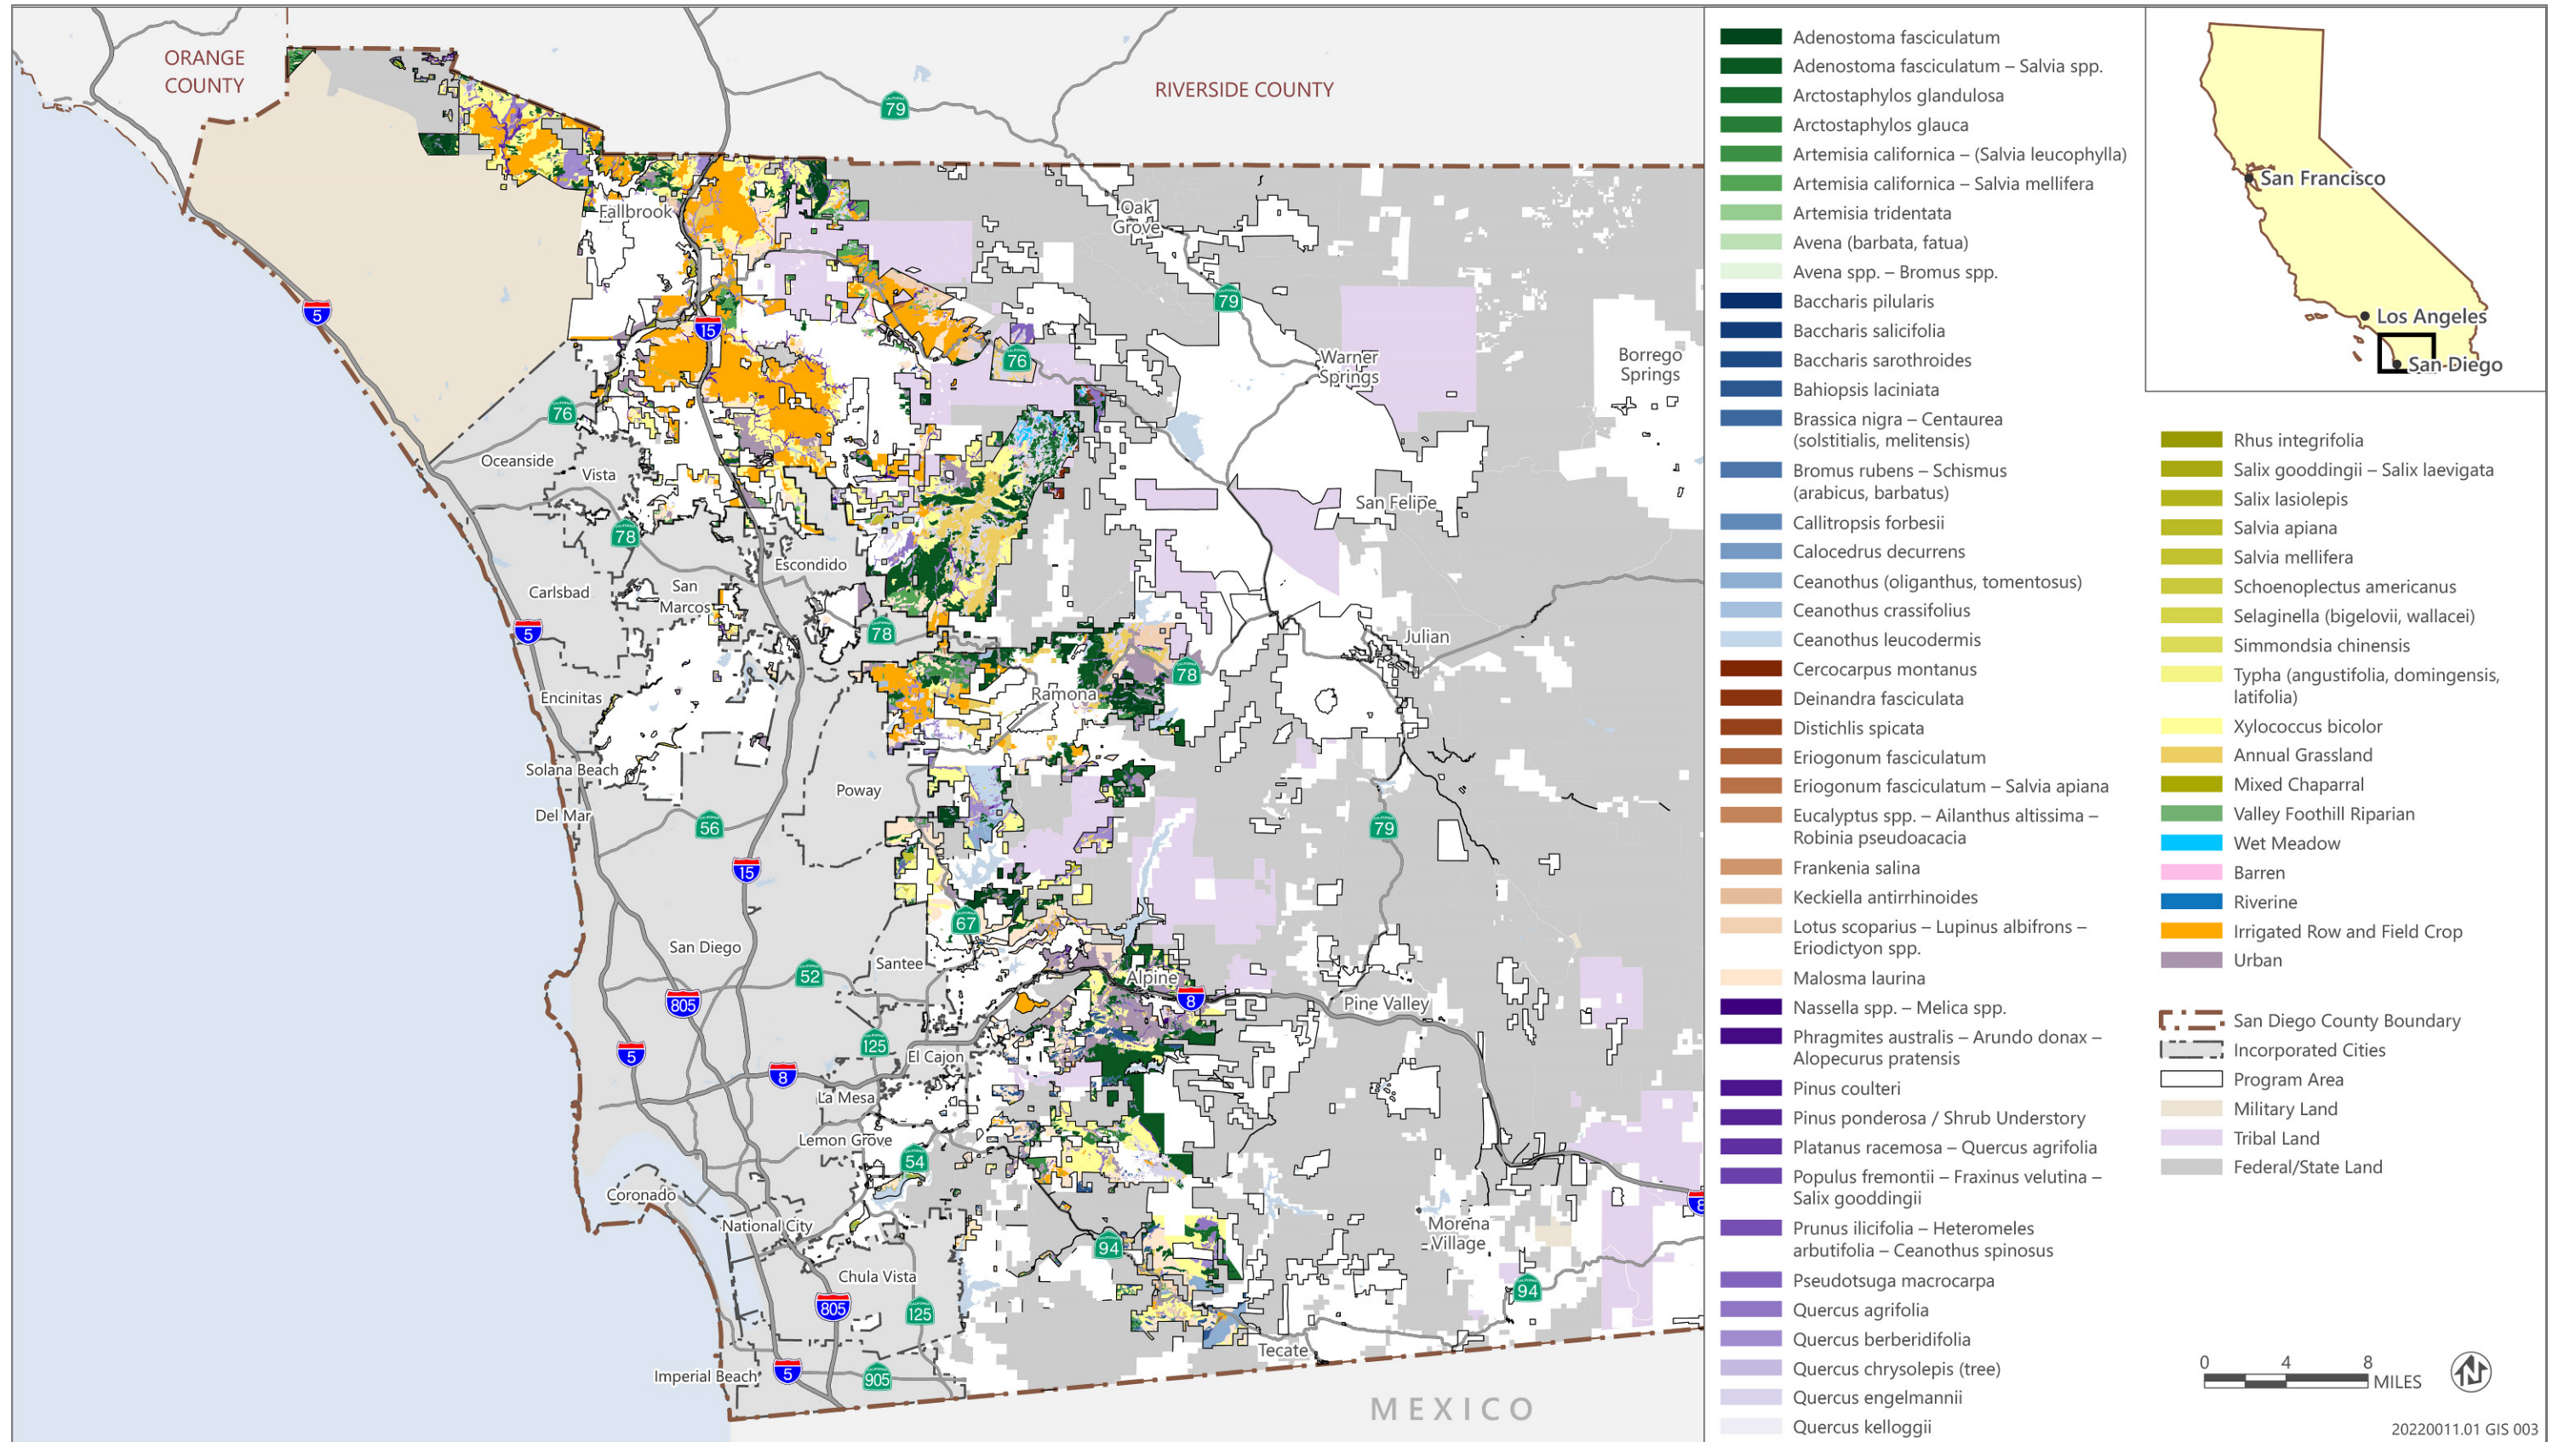 ORANGE
COUNTY
RIVERSIDE COUNTY
79
Fallbrook
Oak
Grove
5
15
79
76
Warner
Springs
Borrego
Springs
76
Oceanside
Vista
San Felipe
78
Escondido
Carlsbad
San
Marcos
5
78
Julian
78
Encinitas
Ramona
Solana Beach
Poway
Del Mar
56
79
15
67
San Diego
Santee
52
Alpine
8
Pine Valley
805
125
5
El Cajon
8
La Mesa
Lemon Grove
54
Coronado
National City
Morena
Village
8
94
Chula Vista
805
125
94
Tecate
Imperial Beach
5
905
MEXICO
Adenostoma fasciculatum
Adenostoma fasciculatum – Salvia spp.
Arctostaphylos glandulosa
Arctostaphylos glauca
Artemisia californica – (Salvia leucophylla)
Artemisia californica – Salvia mellifera
Artemisia tridentata
Avena (barbata, fatua)
Avena spp. – Bromus spp.
Baccharis pilularis
Baccharis salicifolia
Baccharis sarothroides
Bahiopsis laciniata
Brassica nigra – Centaurea
(solstitialis, melitensis)
Bromus rubens – Schismus
(arabicus, barbatus)
Callitropsis forbesii
Calocedrus decurrens
Ceanothus (oliganthus, tomentosus)
Ceanothus crassifolius
Ceanothus leucodermis
Cercocarpus montanus
Deinandra fasciculata
Distichlis spicata
Eriogonum fasciculatum
Eriogonum fasciculatum – Salvia apiana
Eucalyptus spp. – Ailanthus altissima –
Robinia pseudoacacia
Frankenia salina
Keckiella antirrhinoides
Lotus scoparius – Lupinus albifrons –
Eriodictyon spp.
Malosma laurina
Nassella spp. – Melica spp.
Phragmites australis – Arundo donax –
Alopecurus pratensis
Pinus coulteri
Pinus ponderosa / Shrub Understory
Platanus racemosa – Quercus agrifolia
Populus fremontii – Fraxinus velutina –
Salix gooddingii
Prunus ilicifolia – Heteromeles
arbutifolia – Ceanothus spinosus
Pseudotsuga macrocarpa
Quercus agrifolia
Quercus berberidifolia
Quercus chrysolepis (tree)
Quercus engelmannii
Quercus kelloggii
San Francisco
Los Angeles
San Diego
Rhus integrifolia
Salix gooddingii – Salix laevigata
Salix lasiolepis
Salvia apiana
Salvia mellifera
Schoenoplectus americanus
Selaginella (bigelovii, wallacei)
Simmondsia chinensis
Typha (angustifolia, domingensis,
latifolia)
Xylococcus bicolor
Annual Grassland
Mixed Chaparral
Valley Foothill Riparian
Wet Meadow
Barren
Riverine
Irrigated Row and Field Crop
Urban
San Diego County Boundary
Incorporated Cities
Program Area
Military Land
Tribal Land
Federal/State Land
0 4 8
MILES
N
20220011.01 GIS 003